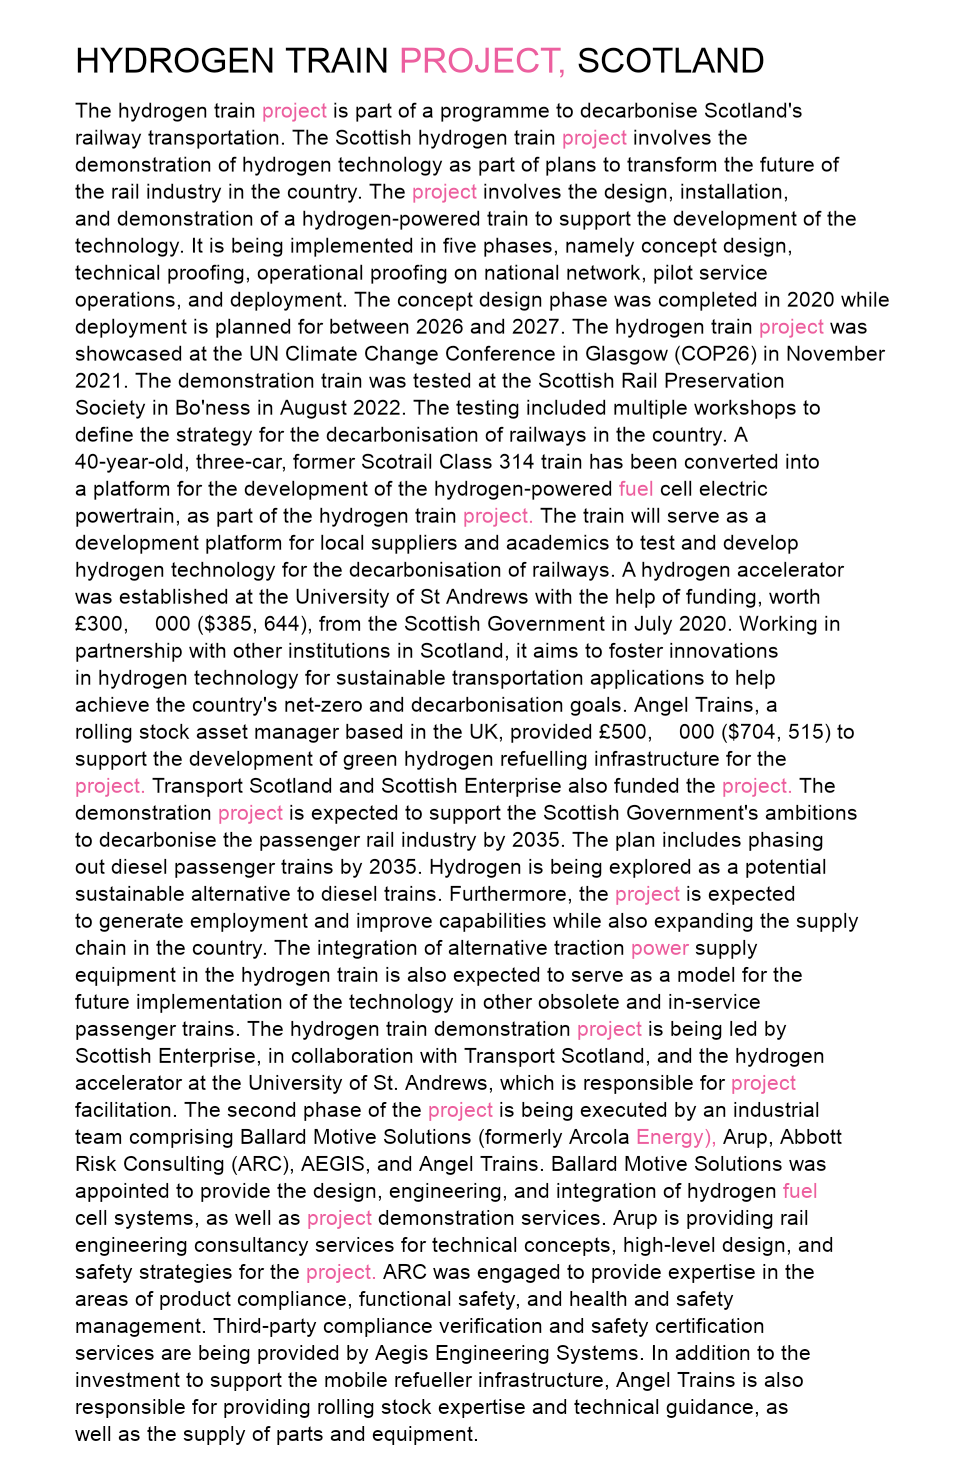 HYDROGEN TRAIN PROJECT, SCOTLAND
The hydrogen train project is part of a programme to decarbonise Scotland's
railway transportation. The Scottish hydrogen train project involves the
demonstration of hydrogen technology as part of plans to transform the future of
the rail industry in the country. The project involves the design, installation,
and demonstration of a hydrogen-powered train to support the development of the
technology. It is being implemented in five phases, namely concept design,
technical proofing, operational proofing on national network, pilot service
operations, and deployment. The concept design phase was completed in 2020 while
deployment is planned for between 2026 and 2027. The hydrogen train project was
showcased at the UN Climate Change Conference in Glasgow (COP26) in November
2021. The demonstration train was tested at the Scottish Rail Preservation
Society in Bo'ness in August 2022. The testing included multiple workshops to
define the strategy for the decarbonisation of railways in the country. A
40-year-old, three-car, former Scotrail Class 314 train has been converted into
a platform for the development of the hydrogen-powered fuel cell electric
powertrain, as part of the hydrogen train project. The train will serve as a
development platform for local suppliers and academics to test and develop
hydrogen technology for the decarbonisation of railways. A hydrogen accelerator
was established at the University of St Andrews with the help of funding, worth
£300,    000 ($385, 644), from the Scottish Government in July 2020. Working in
partnership with other institutions in Scotland, it aims to foster innovations
in hydrogen technology for sustainable transportation applications to help
achieve the country's net-zero and decarbonisation goals. Angel Trains, a
rolling stock asset manager based in the UK, provided £500,    000 ($704, 515) to
support the development of green hydrogen refuelling infrastructure for the
project. Transport Scotland and Scottish Enterprise also funded the project. The
demonstration project is expected to support the Scottish Government's ambitions
to decarbonise the passenger rail industry by 2035. The plan includes phasing
out diesel passenger trains by 2035. Hydrogen is being explored as a potential
sustainable alternative to diesel trains. Furthermore, the project is expected
to generate employment and improve capabilities while also expanding the supply
chain in the country. The integration of alternative traction power supply
equipment in the hydrogen train is also expected to serve as a model for the
future implementation of the technology in other obsolete and in-service
passenger trains. The hydrogen train demonstration project is being led by
Scottish Enterprise, in collaboration with Transport Scotland, and the hydrogen
accelerator at the University of St. Andrews, which is responsible for project
facilitation. The second phase of the project is being executed by an industrial
team comprising Ballard Motive Solutions (formerly Arcola Energy), Arup, Abbott
Risk Consulting (ARC), AEGIS, and Angel Trains. Ballard Motive Solutions was
appointed to provide the design, engineering, and integration of hydrogen fuel
cell systems, as well as project demonstration services. Arup is providing rail
engineering consultancy services for technical concepts, high-level design, and
safety strategies for the project. ARC was engaged to provide expertise in the
areas of product compliance, functional safety, and health and safety
management. Third-party compliance verification and safety certification
services are being provided by Aegis Engineering Systems. In addition to the
investment to support the mobile refueller infrastructure, Angel Trains is also
responsible for providing rolling stock expertise and technical guidance, as
well as the supply of parts and equipment.